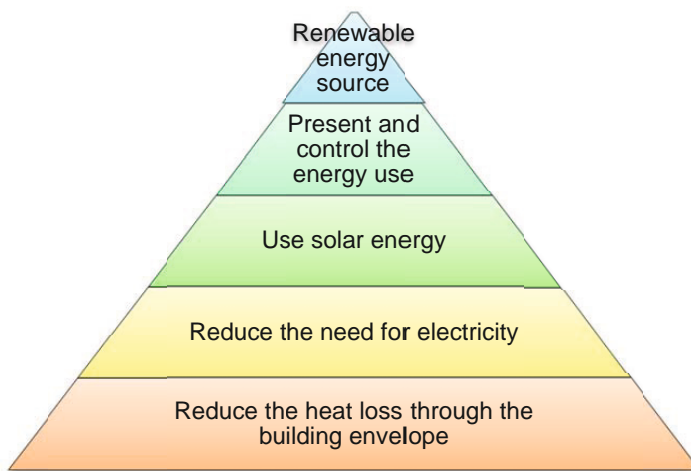 Renewable
energy
source
Present and
control the
energy use
Use solar energy
Reduce the need for electricity
Reduce the heat loss through the
building envelope